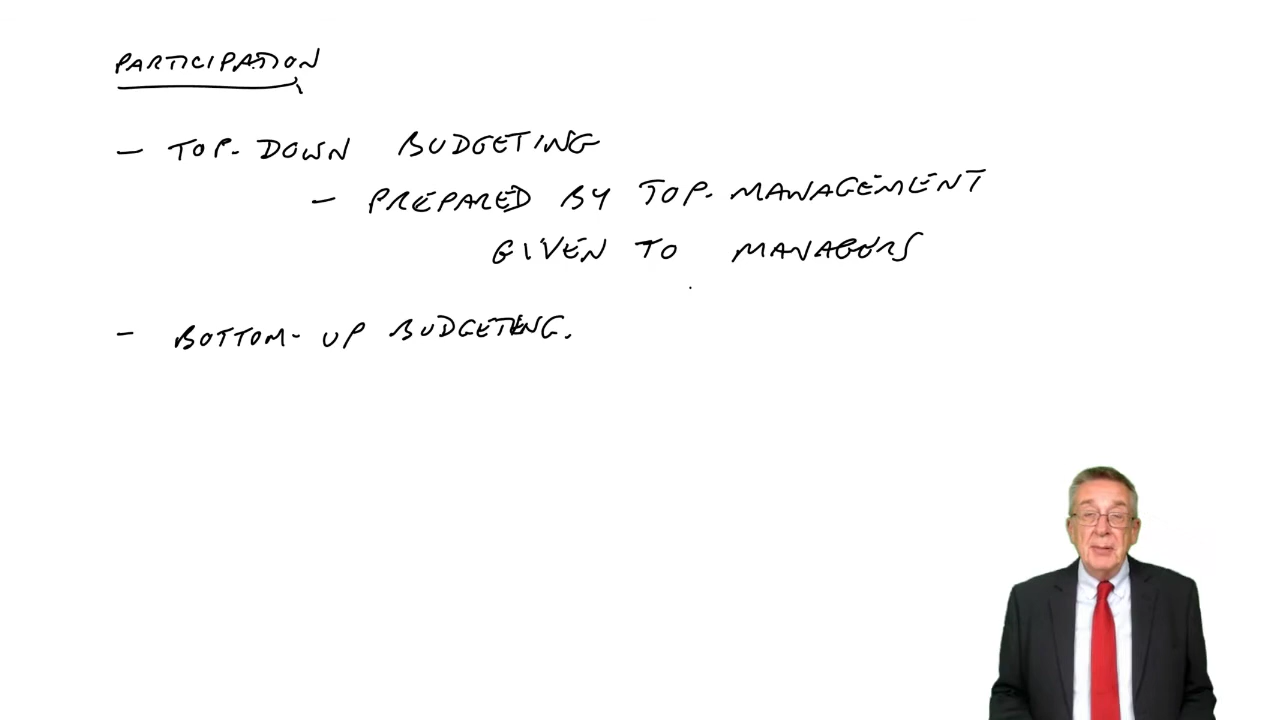 PARTICIPATION
- TOP-DOWN BUDGETING
- PREPARED BY TOP-MANAGEMENT
GIVEN TO MANAGERS
- BOTTOM-UP BUDGETING.